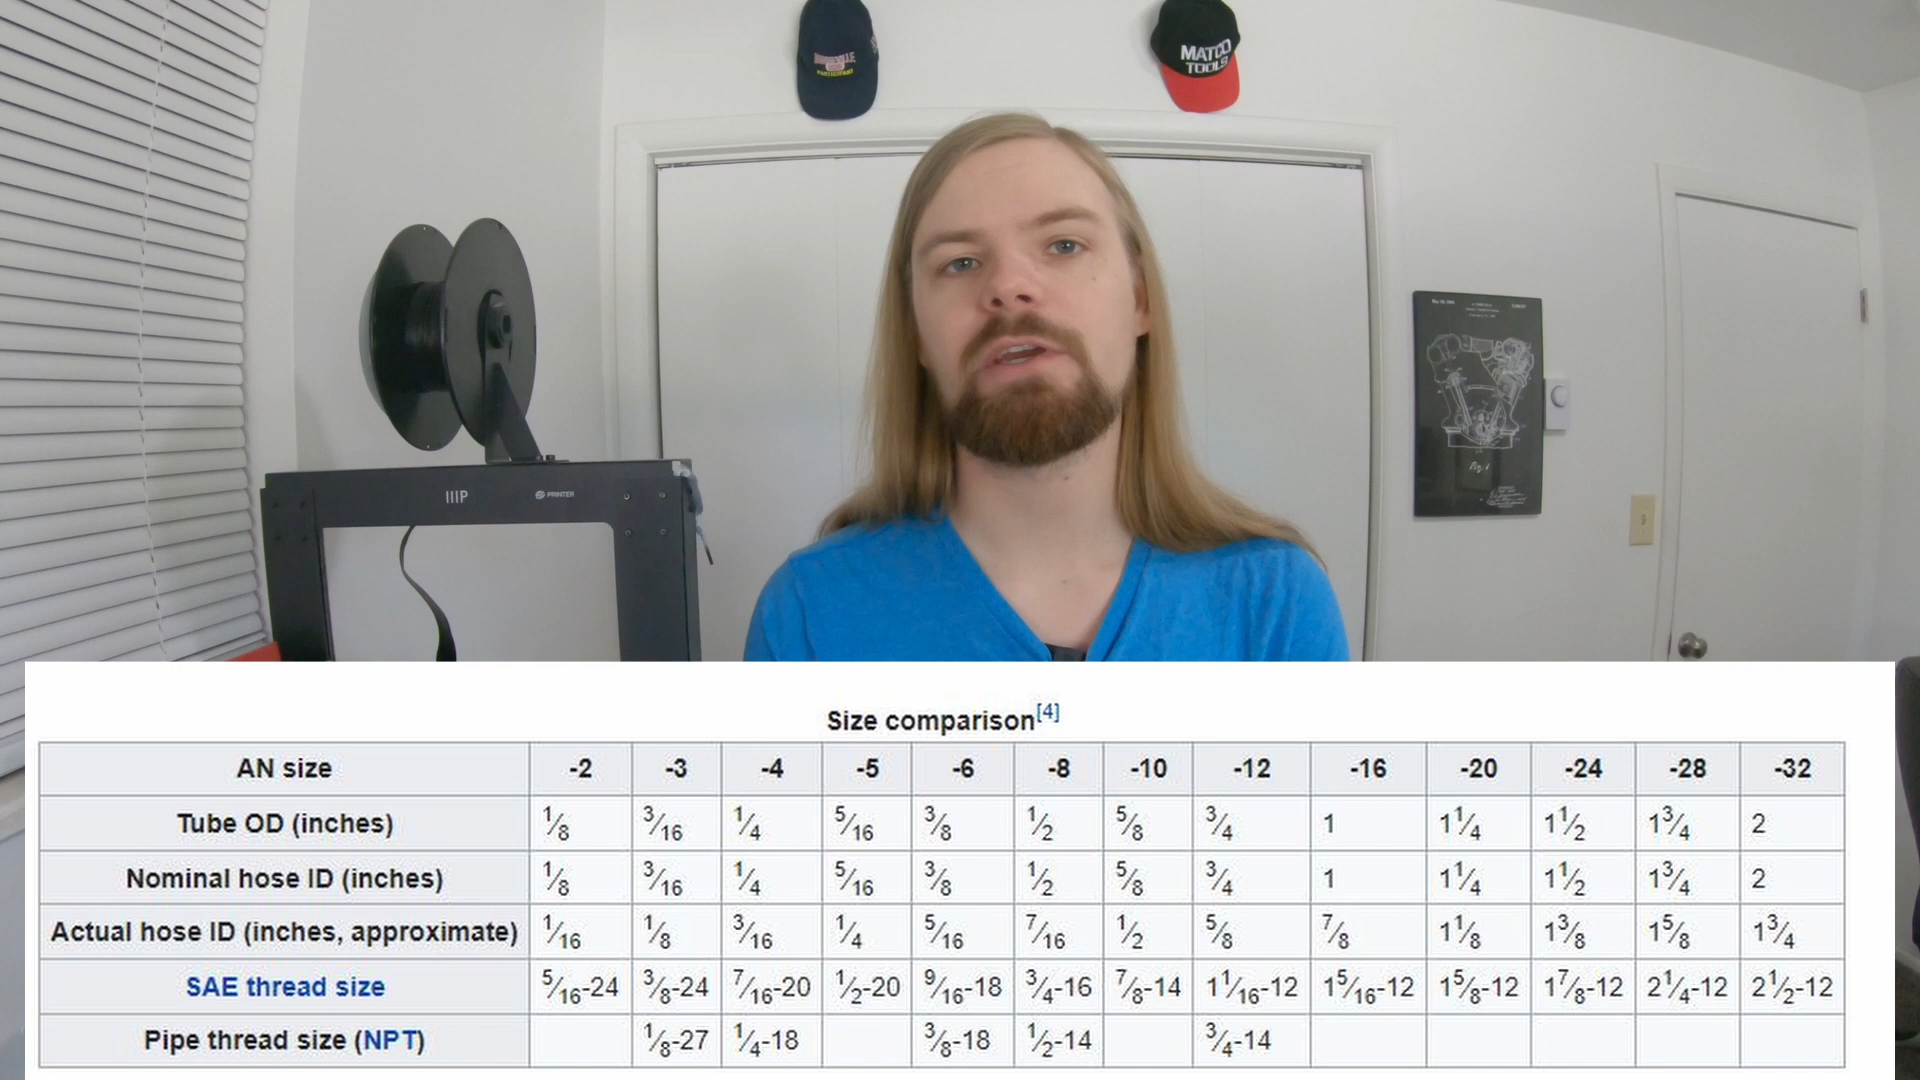 MATCO
TOOLS
PARTICIPANT
IIIP
PRINTER
Fig. 1
Size comparison[4]
AN size -2 -3 -4 -5 -6 -8 -10 -12 -16 -20 -24 -28 -32
Tube OD (inches) 1⁄8 3⁄16 1⁄4 5⁄16 3⁄8 1⁄2 5⁄8 3⁄4 1 1 1⁄4 1 1⁄2 1 3⁄4 2
Nominal hose ID (inches) 1⁄8 3⁄16 1⁄4 5⁄16 3⁄8 1⁄2 5⁄8 3⁄4 1 1 1⁄4 1 1⁄2 1 3⁄4 2
Actual hose ID (inches, approximate) 1⁄16 1⁄8 3⁄16 1⁄4 5⁄16 7⁄16 1⁄2 5⁄8 7⁄8 1 1⁄8 1 3⁄8 1 5⁄8 1 3⁄4
SAE thread size 5⁄16-24 3⁄8-24 7⁄16-20 1⁄2-20 9⁄16-18 3⁄4-16 7⁄8-14 1 1⁄16-12 1 5⁄16-12 1 5⁄8-12 1 7⁄8-12 2 1⁄4-12 2 1⁄2-12
Pipe thread size (NPT) 1⁄8-27 1⁄4-18 3⁄8-18 1⁄2-14 3⁄4-14